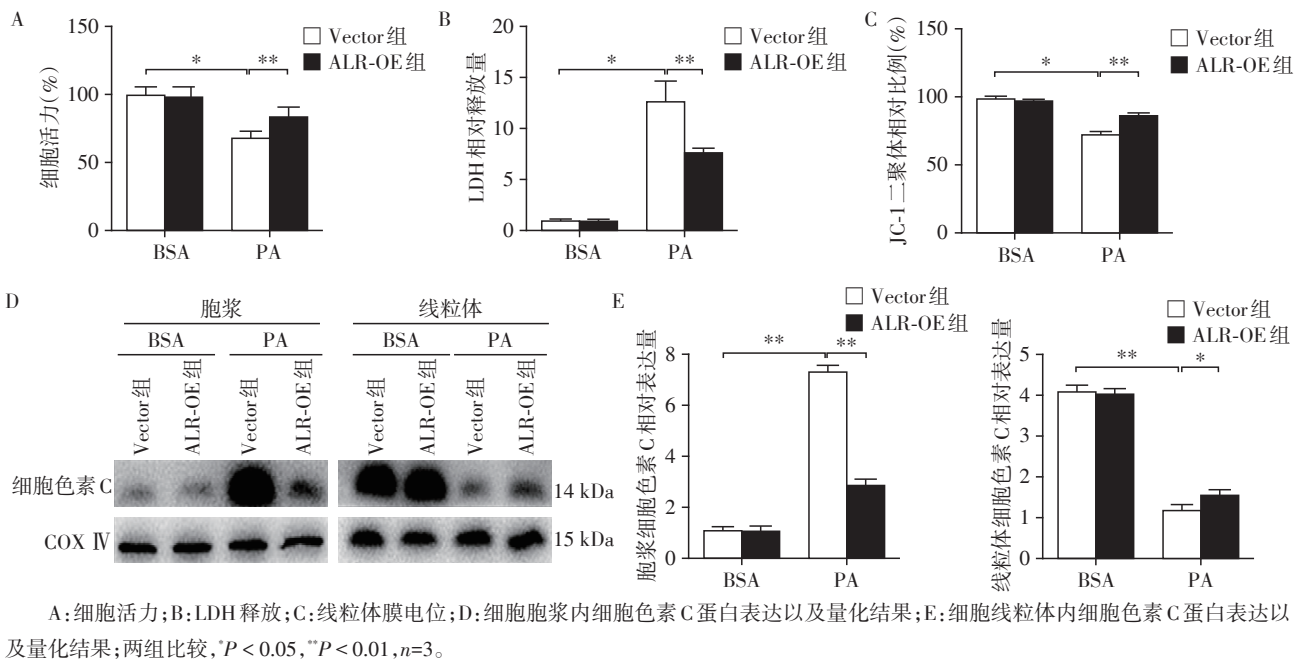 A
细胞活力(%)
100
50
0
* **
Vector组
ALR-OE组
BSA PA
B
LDH相对释放量
20
15
10
5
0
* **
Vector组
ALR-OE组
BSA PA
C
JC-1二聚体相对比例(%)
150
100
50
0
* **
Vector组
ALR-OE组
BSA PA
D
胞浆 线粒体
BSA PA BSA PA
Vector组 ALR-OE组 Vector组 ALR-OE组 Vector组 ALR-OE组 Vector组 ALR-OE组
细胞色素C 14 kDa
COX Ⅳ 15 kDa
E
胞浆细胞色素C相对表达量
8
6
4
2
0
** **
Vector组
ALR-OE组
BSA PA
线粒体细胞色素C相对表达量
5
4
3
2
1
0
** *
Vector组
ALR-OE组
BSA PA
A:细胞活力;B:LDH释放;C:线粒体膜电位;D:细胞胞浆内细胞色素C蛋白表达以及量化结果;E:细胞线粒体内细胞色素C蛋白表达以
及量化结果;两组比较,*P<0.05,**P<0.01,n=3。